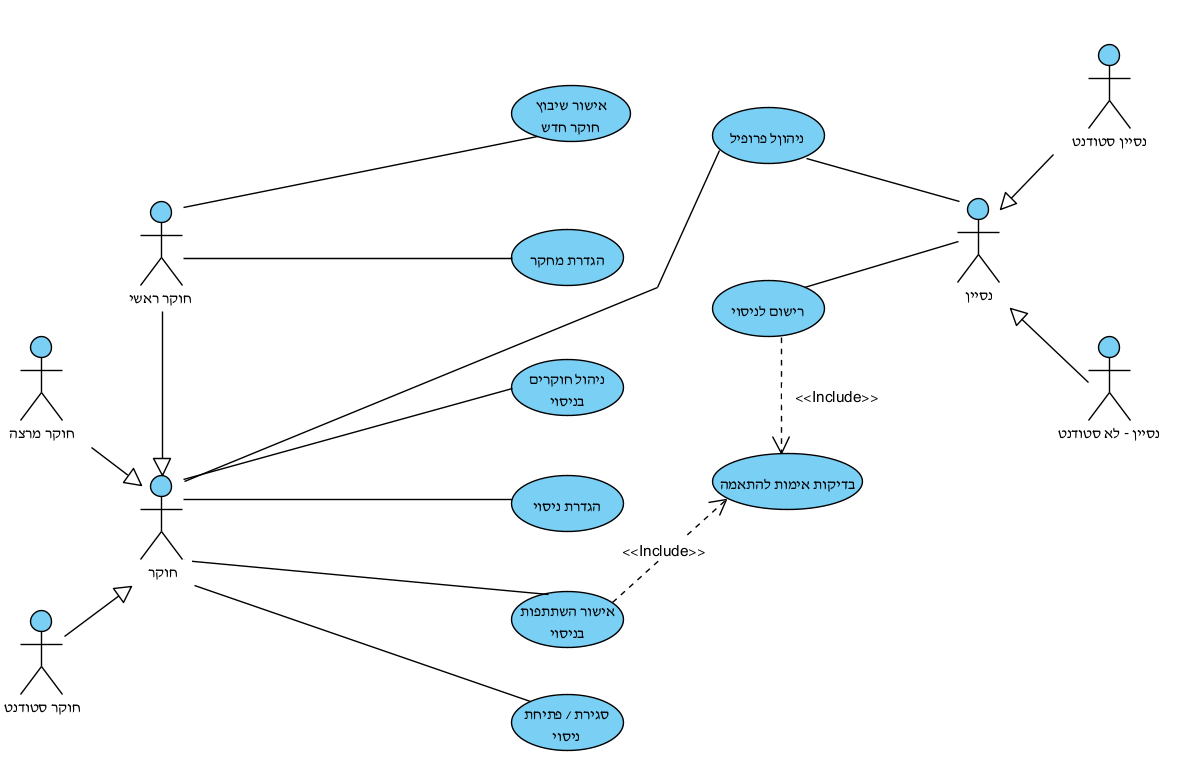 נסיין סטודנט
אישור שיבוץ
חוקר חדש
ניהוןל פרופיל
חוקר ראשי
הגדרת מחקר
נסיין
רישום לניסוי
ניהול חוקרים
בניסוי
<<Include>>
חוקר מרצה
נסיין - לא סטודנט
בדיקות אימות להתאמה
הגדרת ניסוי
<<Include>>
חוקר
אישור השתתפות
בניסוי
חוקר סטודנט
סגירת / פתיחת
ניסוי